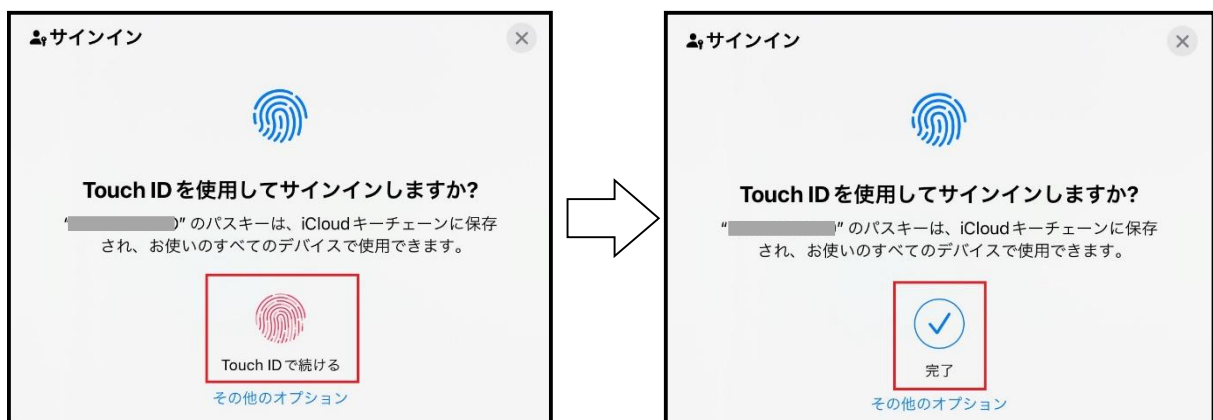 サインイン
Touch IDを使用してサインインしますか?
“ ” のパスキーは、iCloudキーチェーンに保存
され、お使いのすべてのデバイスで使用できます。
Touch IDで続ける
その他のオプション
サインイン
Touch IDを使用してサインインしますか?
“ ” のパスキーは、iCloudキーチェーンに保存
され、お使いのすべてのデバイスで使用できます。
完了
その他のオプション